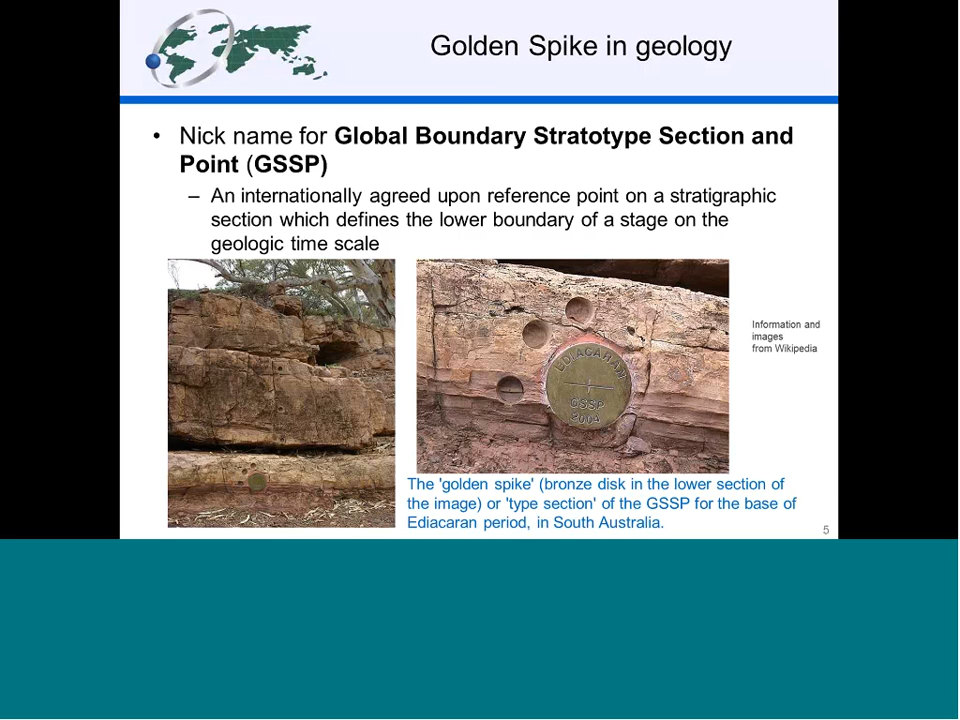 Golden Spike in geology
• Nick name for Global Boundary Stratotype Section and
Point (GSSP)
– An internationally agreed upon reference point on a stratigraphic
section which defines the lower boundary of a stage on the
geologic time scale
EDIACARAN
GSSP
2004
Information and
images
from Wikipedia
The 'golden spike' (bronze disk in the lower section of
the image) or 'type section' of the GSSP for the base of
Ediacaran period, in South Australia.
5